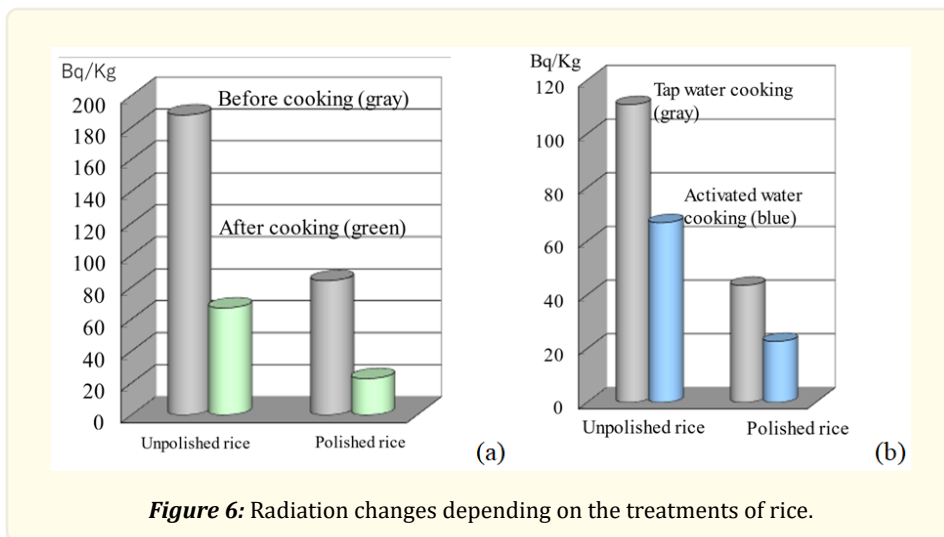 Bq/Kg
200
180
160
140
120
100
80
60
40
20
0
Before cooking (gray)
After cooking (green)
Unpolished rice
Polished rice
(a)
Bq/Kg
120
100
80
60
40
20
0
Tap water cooking
(gray)
Activated water
cooking (blue)
Unpolished rice
Polished rice
(b)
Figure 6: Radiation changes depending on the treatments of rice.